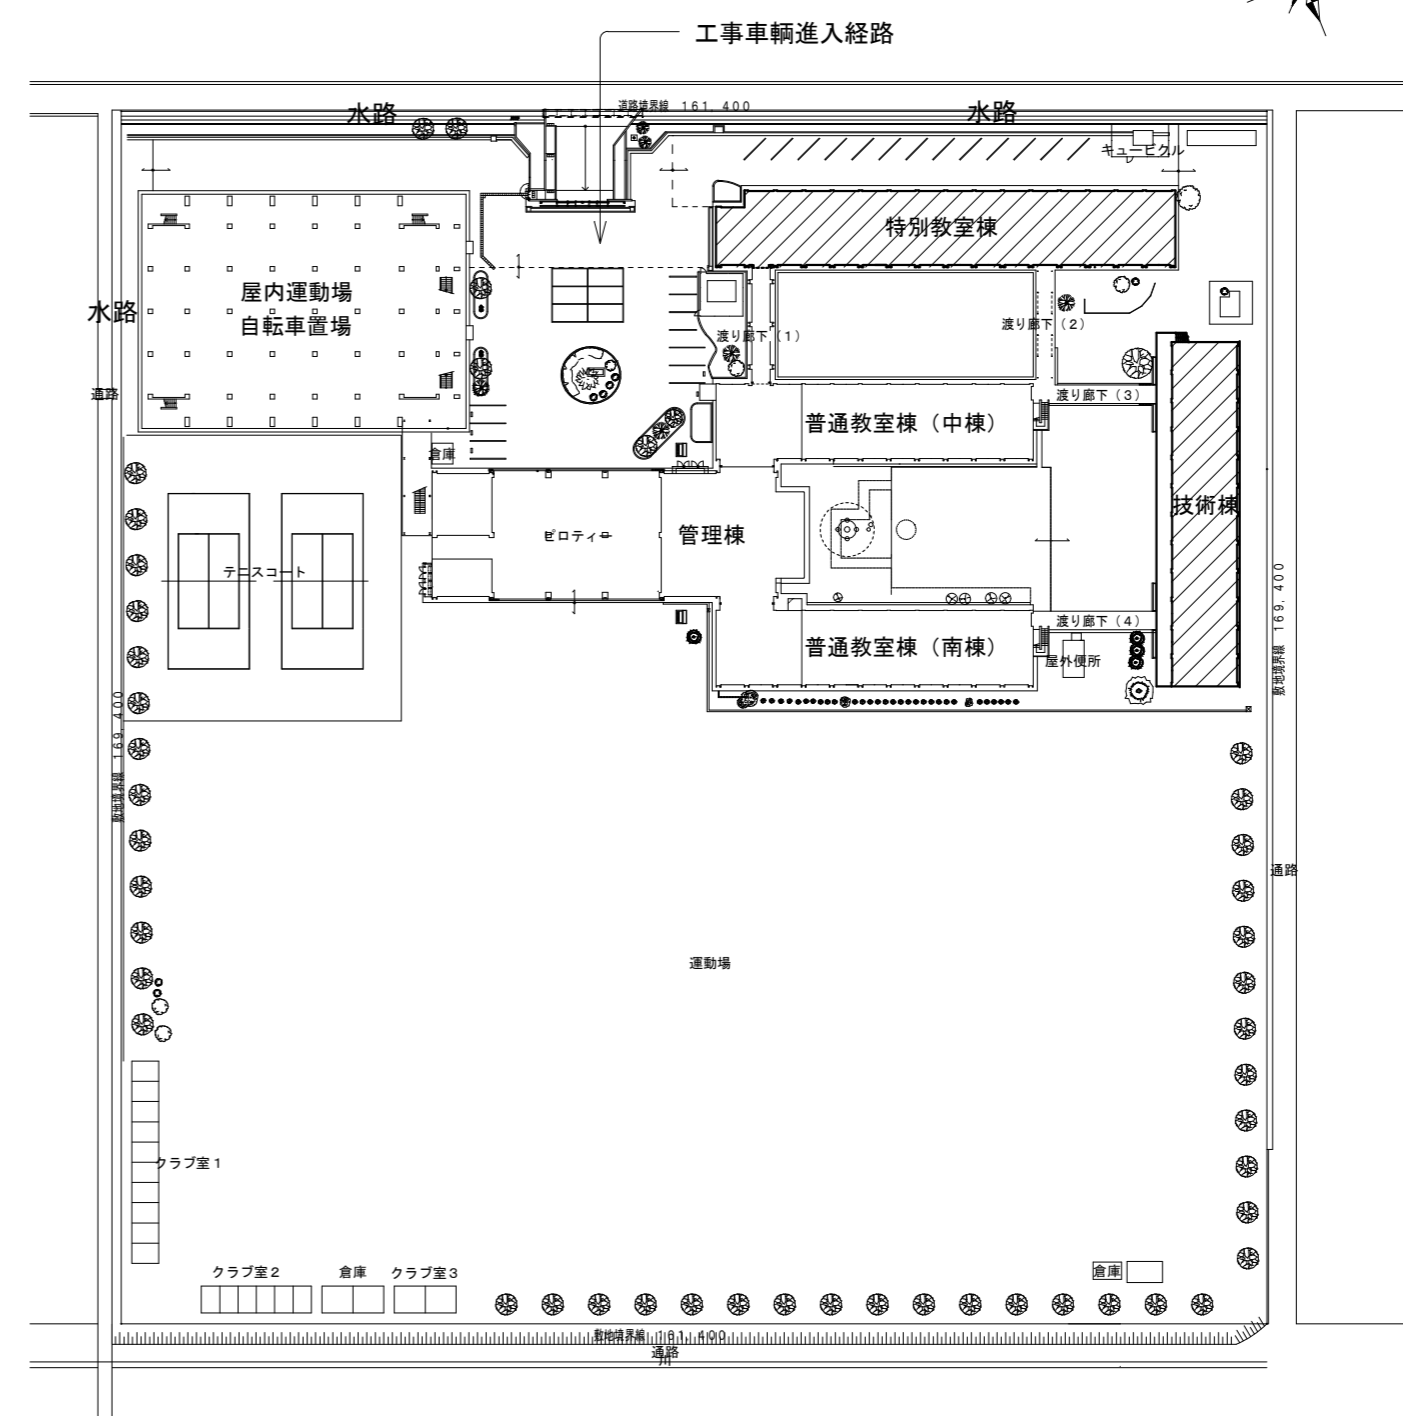 工事車輌進入経路
道路境界線 161,400
水路
水路
キュービクル
特別教室棟
屋内運動場
自転車置場
水路
渡り廊下（1）
渡り廊下（2）
通路
渡り廊下（3）
普通教室棟（中棟）
倉庫
技術棟
ピロティー
管理棟
テニスコート
敷地境界線 169,400
渡り廊下（4）
普通教室棟（南棟）
屋外便所
敷地境界線 169,400
通路
運動場
クラブ室1
クラブ室2
倉庫
クラブ室3
倉庫
敷地境界線 161,400
通路
川